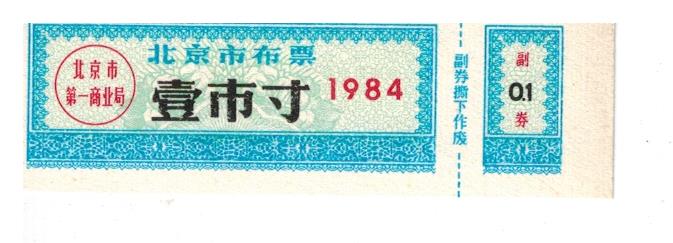 北京市布票
北京市
第一商业局
壹市寸
1984
副券撕下作废
副
0.1
券